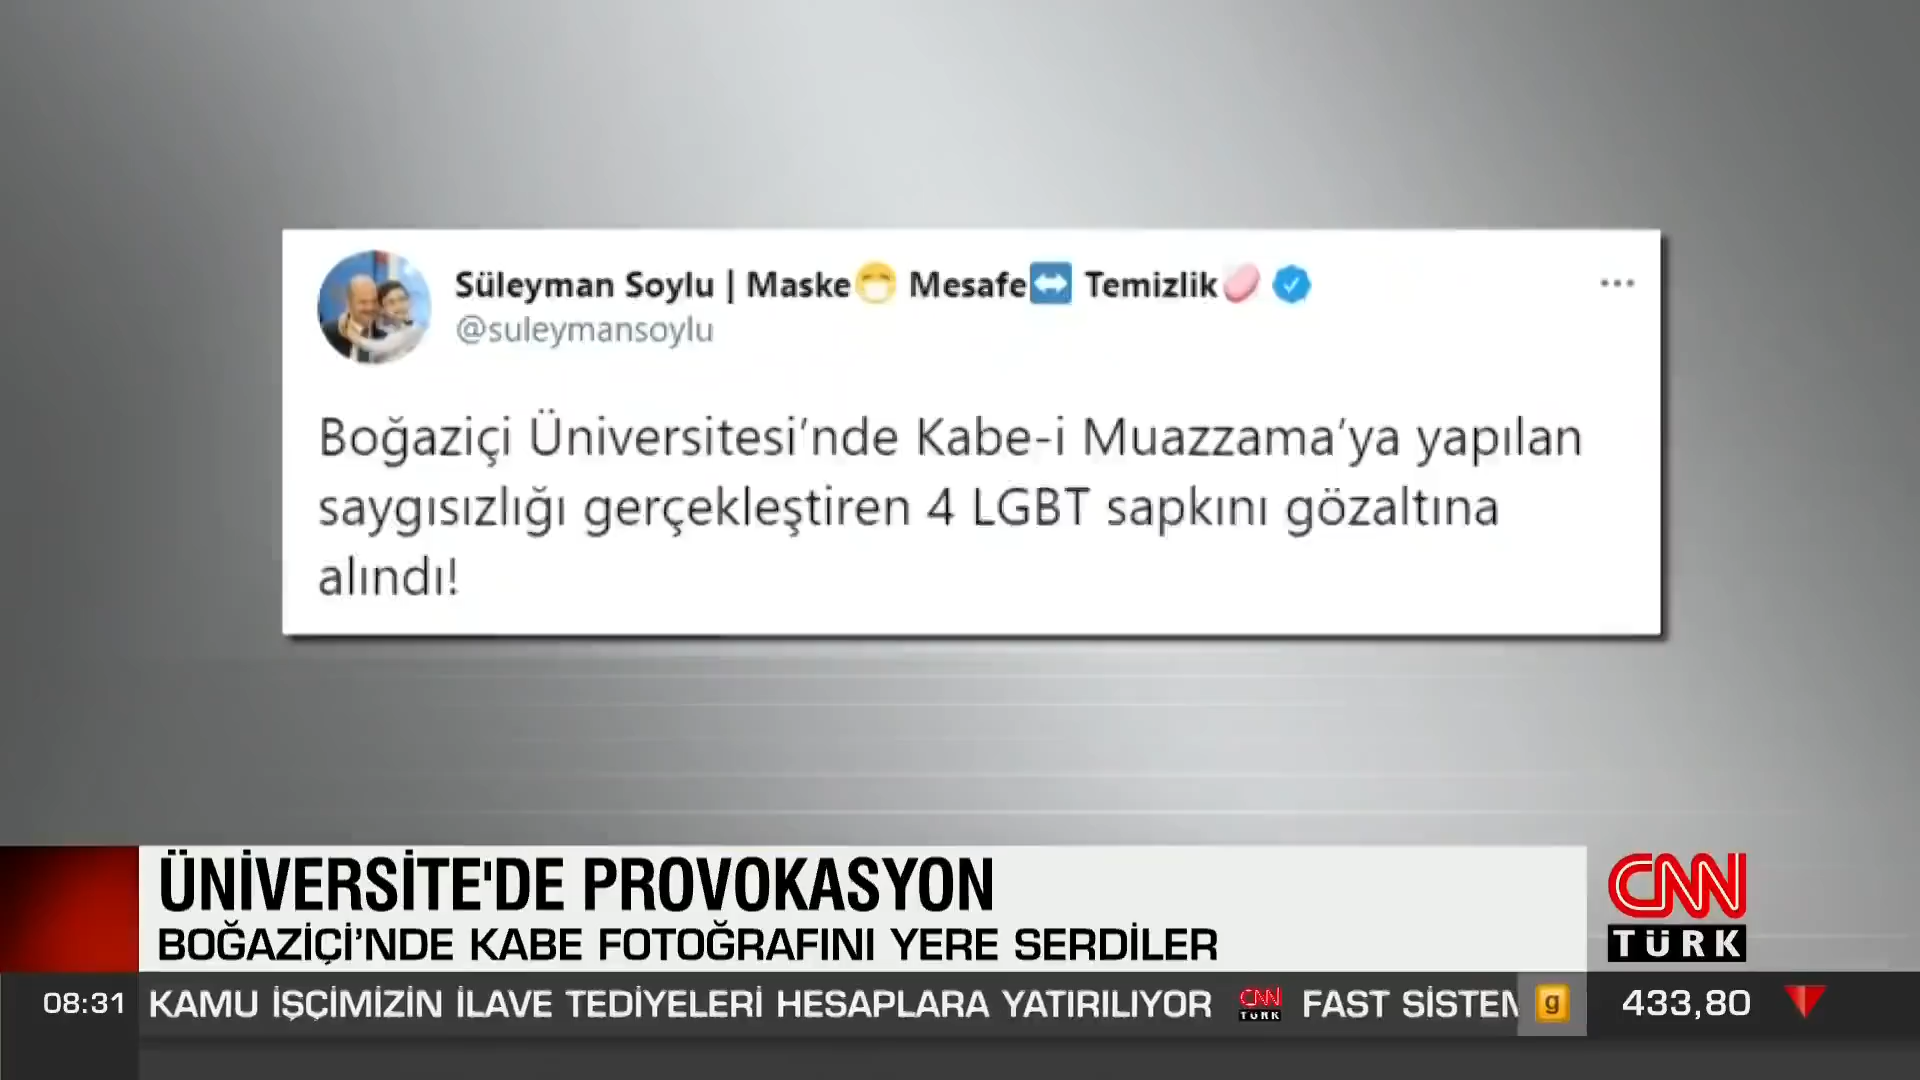 Süleyman Soylu | Maske😷 Mesafe↔️ Temizlik🧼
@suleymansoylu
Boğaziçi Üniversitesi’nde Kabe-i Muazzama’ya yapılan
saygısızlığı gerçekleştiren 4 LGBT sapkını gözaltına
alındı!
ÜNİVERSİTE'DE PROVOKASYON
BOĞAZİÇİ’NDE KABE FOTOĞRAFINI YERE SERDİLER
CNN
TÜRK
08:31 KAMU İŞÇİMİZİN İLAVE TEDİYELERİ HESAPLARA YATIRILIYOR CNN TÜRK FAST SİSTEM g 433,80